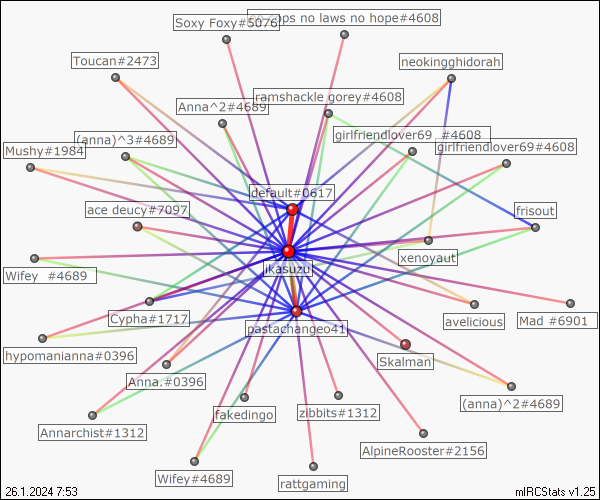 Soxy Foxy#5076
cops no laws no hope#4608
Toucan#2473
neokingghidorah
Anna^2#4689
ramshackle gorey#4608
(anna)^3#4689
girlfriendlover69_#4608
girlfriendlover69#4608
Mushy#1984
default#0617
ace deucy#7097
frisout
xenoyaut
Wifey_#4689
ikasuzu
Cypha#1717
avelicious
Mad_#6901
pastachangeo41
hypomanianna#0396
Skalman
Anna.#0396
(anna)^2#4689
fakedingo
zibbits#1312
Annarchist#1312
AlpineRooster#2156
Wifey#4689
rattgaming
26.1.2024 7:53
mIRCStats v1.25